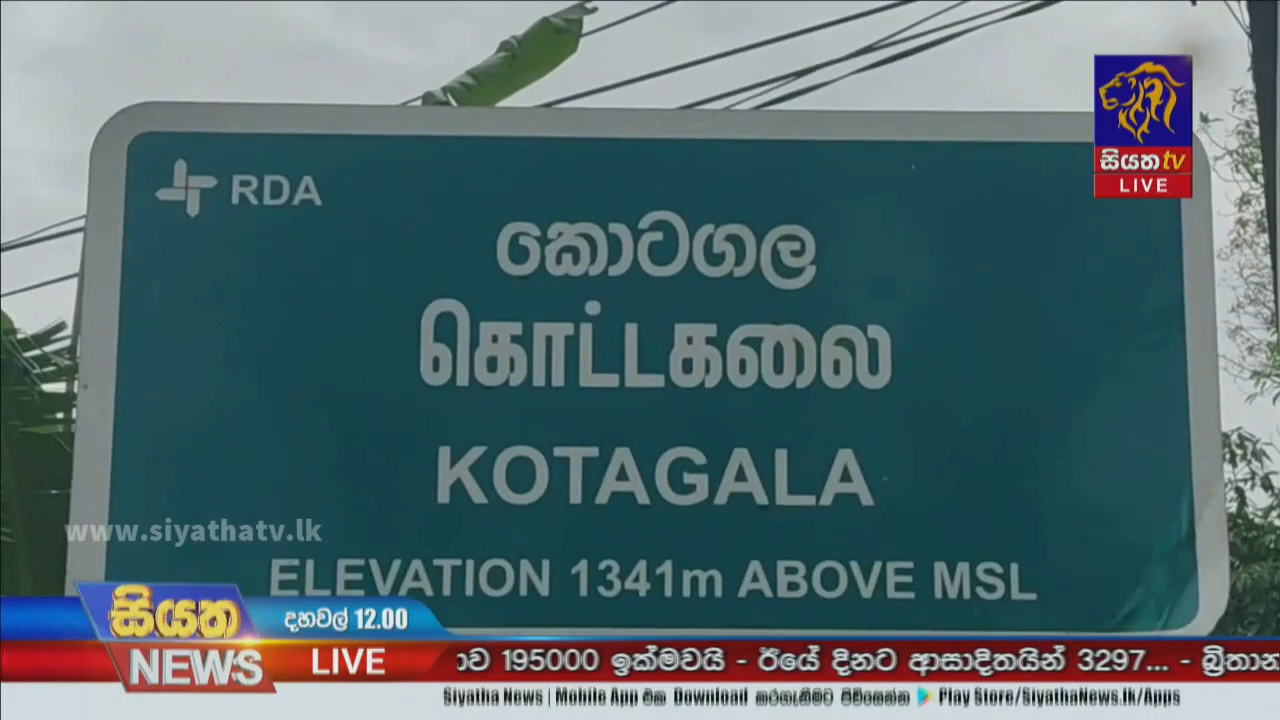 RDA
කොටගල
கொட்டகலை
KOTAGALA
ELEVATION 1341m ABOVE MSL
සියත tv
LIVE
www.siyathatv.lk
සියත දහවල් 12.00
NEWS LIVE
195000 ඉක්මවයි - ඊයේ දිනට ආසාදිතයින් 3297... -
Siyatha News | Mobile App එක Download කරගැනීමට පිවිසෙන්න Play Store/SiyathaNews.lk/Apps